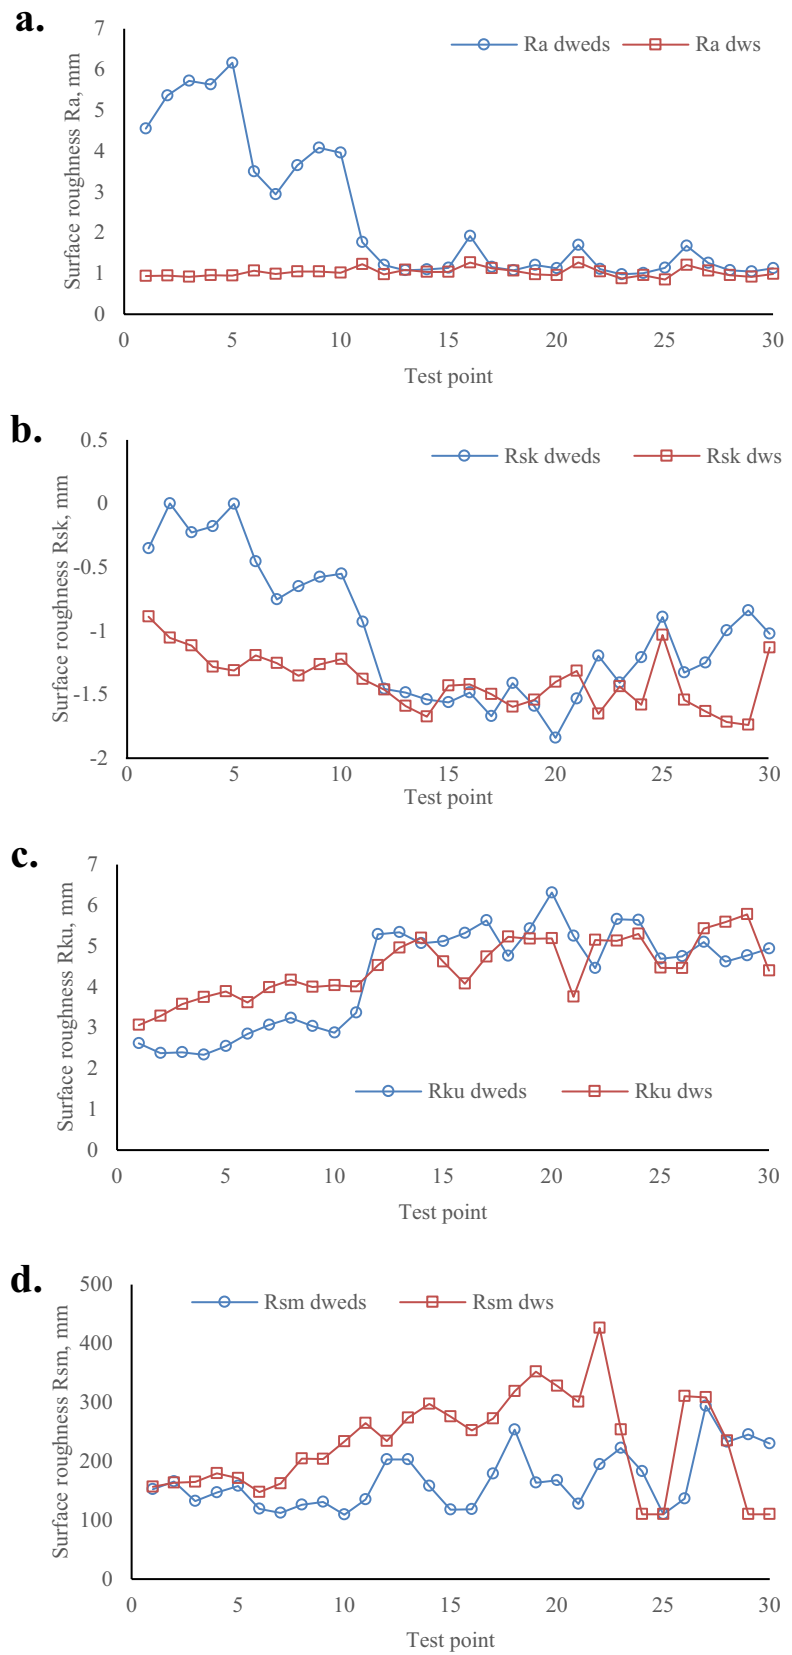 a.
Ra dweds
Ra dws
Surface roughness Ra, mm
7
6
5
4
3
2
1
0
0 5 10 15 20 25 30
Test point
b.
Rsk dweds
Rsk dws
Surface roughness Rsk, mm
0.5
0
-0.5
-1
-1.5
-2
0 5 10 15 20 25 30
Test point
c.
Surface roughness Rku, mm
7
6
5
4
3
2
1
0
Rku dweds
Rku dws
0 5 10 15 20 25 30
Test point
d.
Rsm dweds
Rsm dws
Surface roughness Rsm, mm
500
400
300
200
100
0
0 5 10 15 20 25 30
Test point